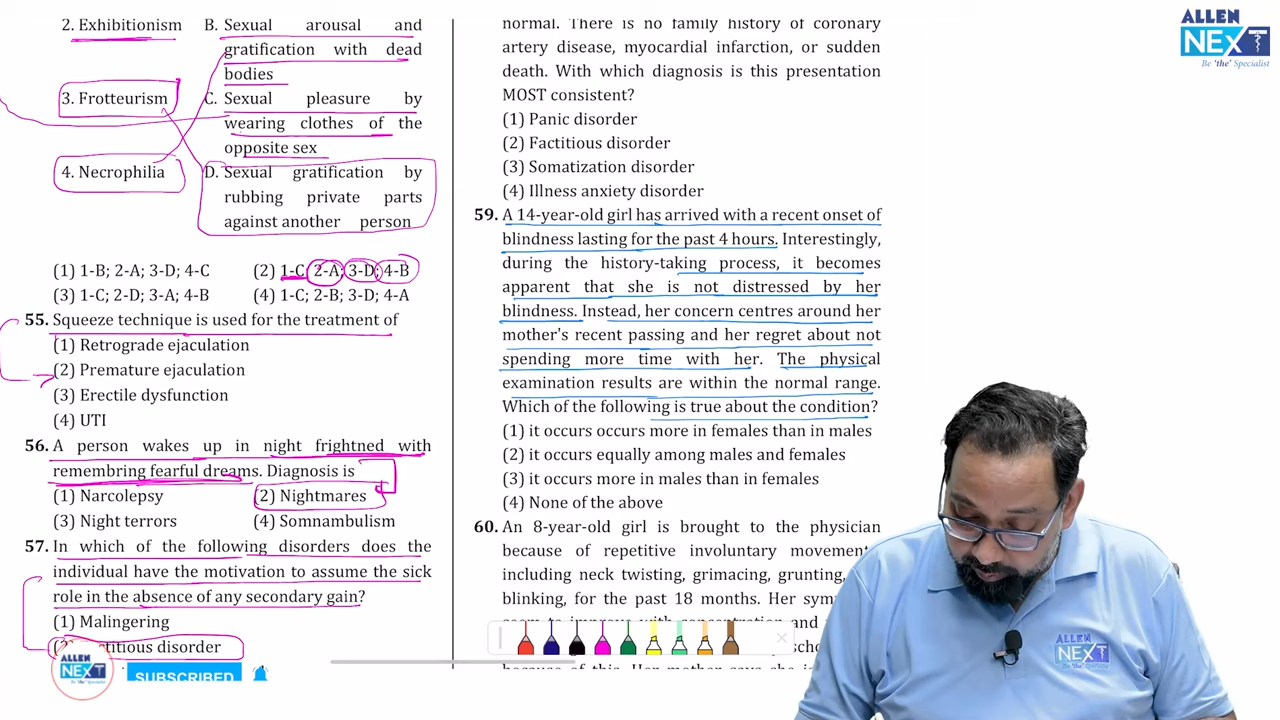 2. Exhibitionism
B. Sexual arousal and
gratification with dead
bodies
3. Frotteurism
C. Sexual pleasure by
wearing clothes of the
opposite sex
4. Necrophilia
D. Sexual gratification by
rubbing private parts
against another person
(1) 1-B; 2-A; 3-D; 4-C
(2) 1-C; 2-A; 3-D; 4-B
(3) 1-C; 2-D; 3-A; 4-B
(4) 1-C; 2-B; 3-D; 4-A
55. Squeeze technique is used for the treatment of
(1) Retrograde ejaculation
(2) Premature ejaculation
(3) Erectile dysfunction
(4) UTI
56. A person wakes up in night frightned with
remembring fearful dreams. Diagnosis is
(1) Narcolepsy
(2) Nightmares
(3) Night terrors
(4) Somnambulism
57. In which of the following disorders does the
individual have the motivation to assume the sick
role in the absence of any secondary gain?
(1) Malingering
titious disorder
normal. There is no family history of coronary
artery disease, myocardial infarction, or sudden
death. With which diagnosis is this presentation
MOST consistent?
(1) Panic disorder
(2) Factitious disorder
(3) Somatization disorder
(4) Illness anxiety disorder
59. A 14-year-old girl has arrived with a recent onset of
blindness lasting for the past 4 hours. Interestingly,
during the history-taking process, it becomes
apparent that she is not distressed by her
blindness. Instead, her concern centres around her
mother's recent passing and her regret about not
spending more time with her. The physical
examination results are within the normal range.
Which of the following is true about the condition?
(1) it occurs occurs more in females than in males
(2) it occurs equally among males and females
(3) it occurs more in males than in females
(4) None of the above
60. An 8-year-old girl is brought to the physician
because of repetitive involuntary movemen
including neck twisting, grimacing, grunting,
blinking, for the past 18 months. Her sym
ALLEN
NEXT
Be 'the' Specialist
ALLEN
NEXT
Be 'the' Specialist
SUBSCRIBED
ALLEN
NEXT